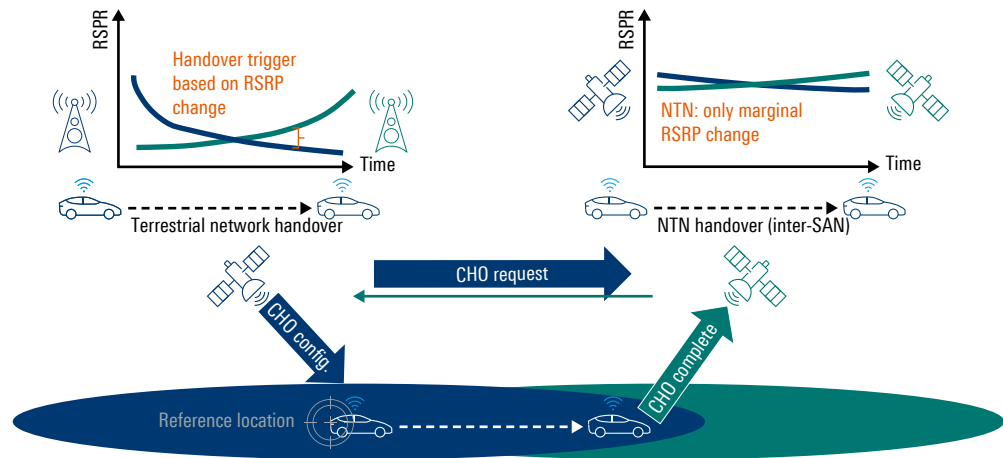 RSPR
Handover trigger
based on RSRP
change
Time
Terrestrial network handover
RSPR
NTN: only marginal
RSRP change
Time
NTN handover (inter-SAN)
CHO request
CHO config.
CHO complete
Reference location